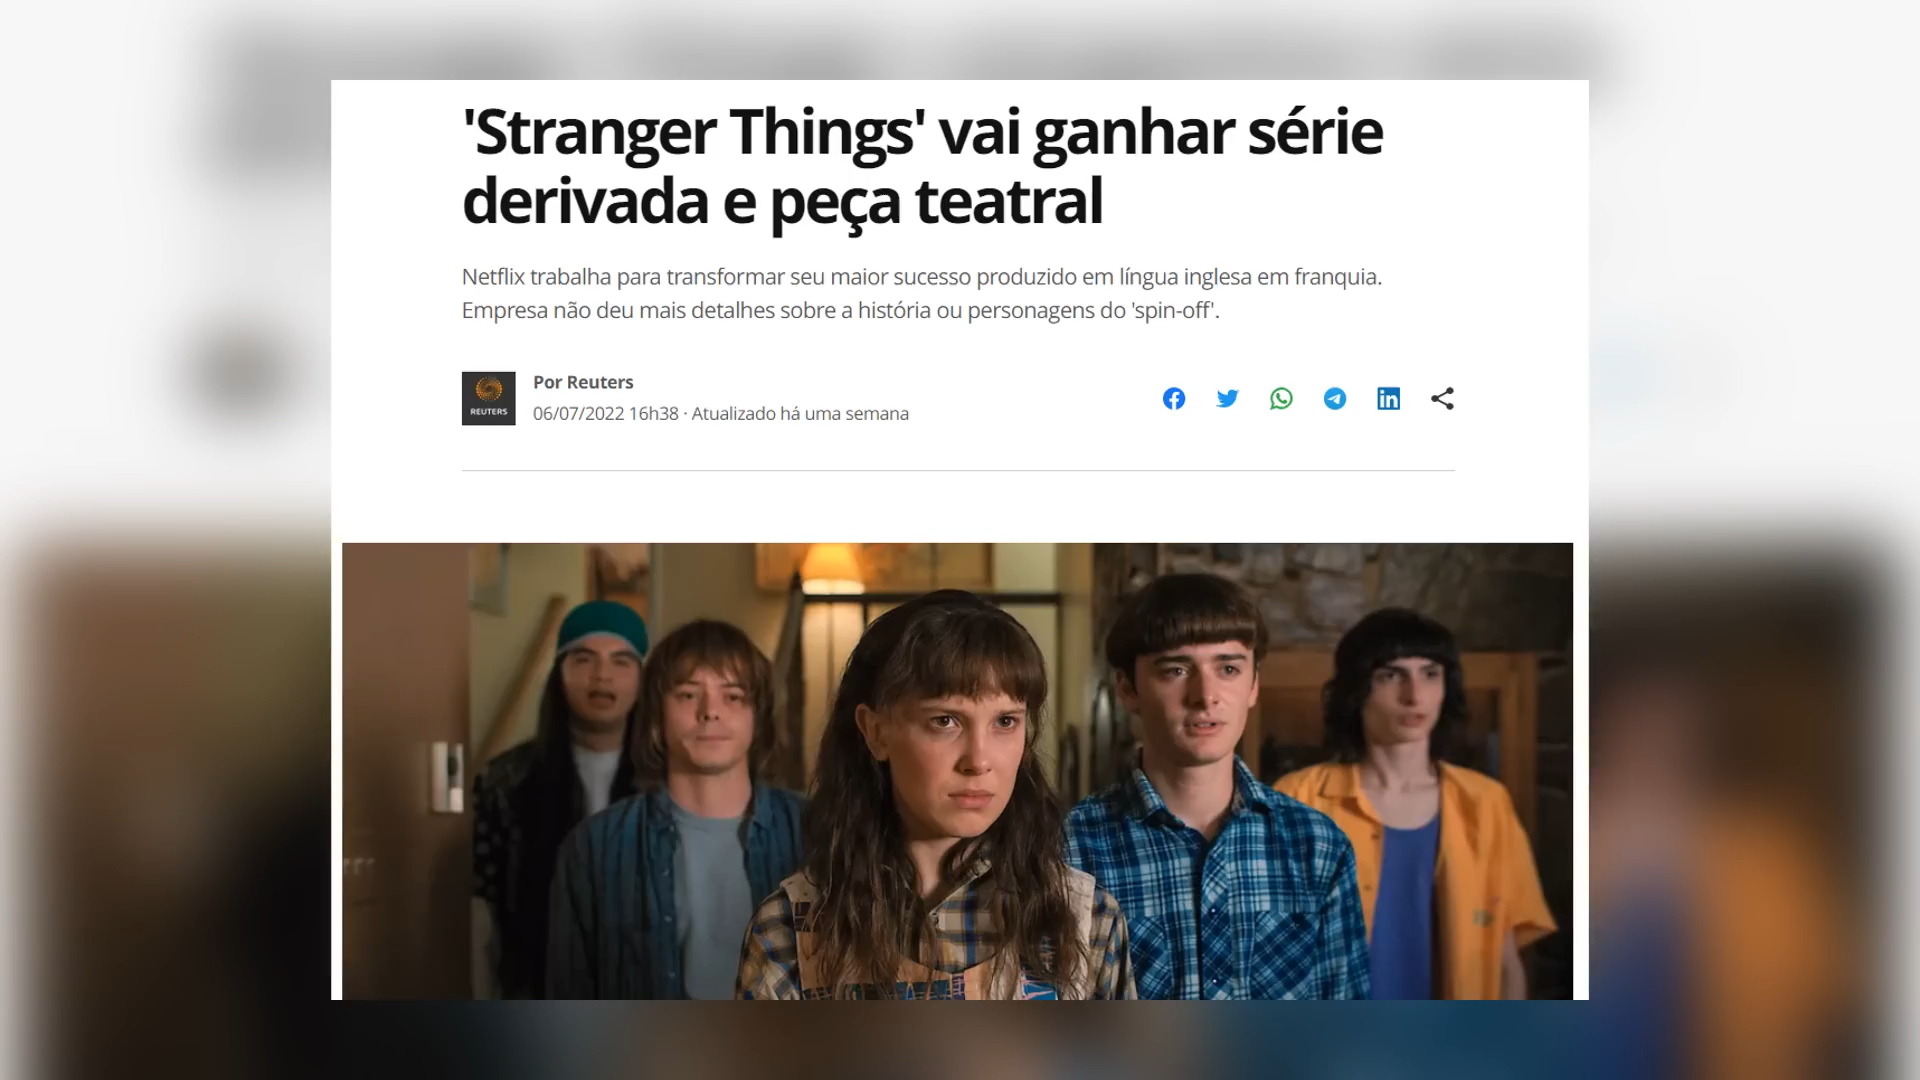 'Stranger Things' vai ganhar série
derivada e peça teatral
Netflix trabalha para transformar seu maior sucesso produzido em língua inglesa em franquia.
Empresa não deu mais detalhes sobre a história ou personagens do 'spin-off'.
REUTERS
Por Reuters
06/07/2022 16h38 · Atualizado há uma semana